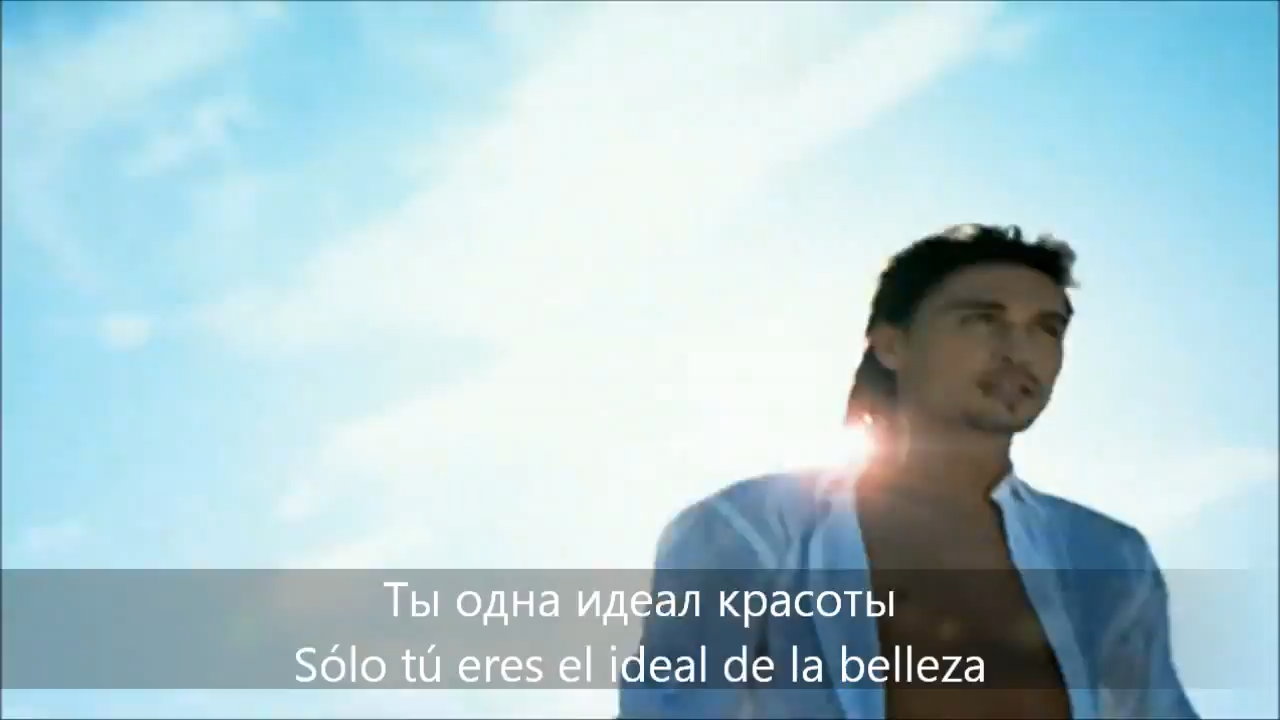 Ты одна идеал красоты
Sólo tú eres el ideal de la belleza